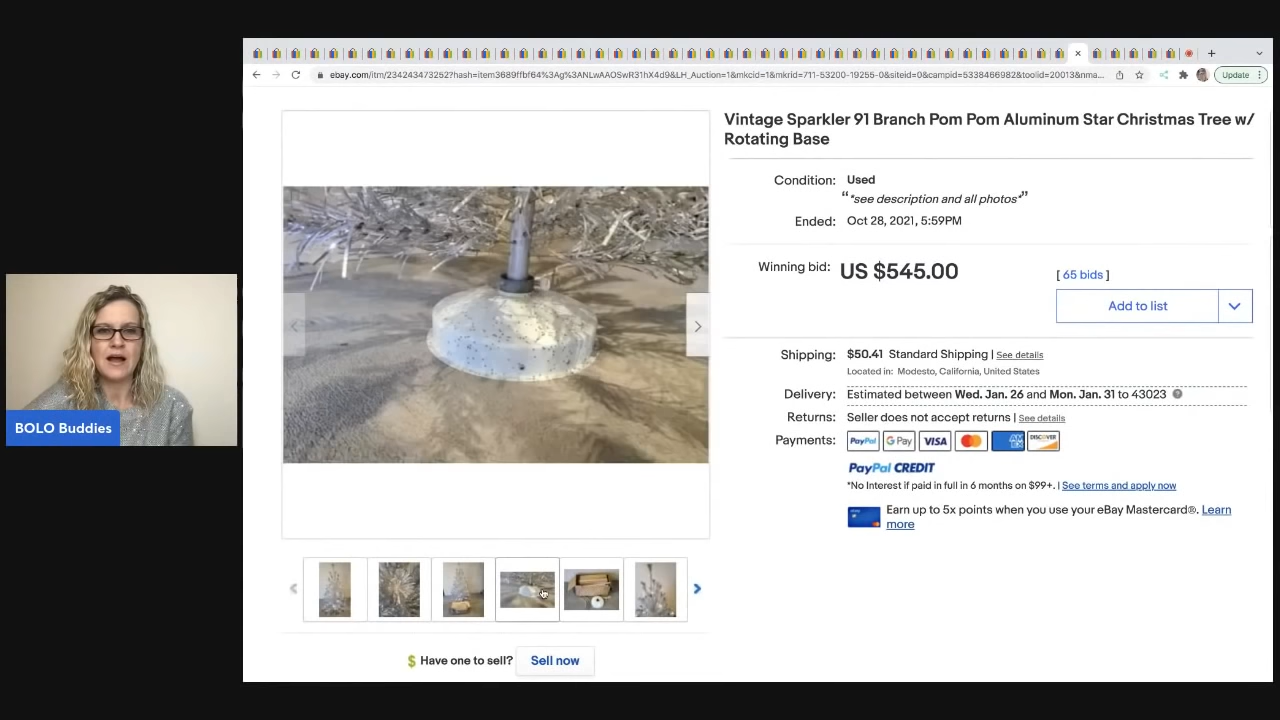 ebay.com/itm/234243473252?hash=item3689ffbf64%3Ag%3ANLwAAOSwR31hX4d9&LH_Auction=1&mkcid=1&mkrid=711-53200-19255-0&siteid=0&campid=5338466982&toolid=20013&nma...
Update
Vintage Sparkler 91 Branch Pom Pom Aluminum Star Christmas Tree w/
Rotating Base
Condition: Used
“*see description and all photos*”
Ended: Oct 28, 2021, 5:59PM
Winning bid: US $545.00 [ 65 bids ]
Add to list
Shipping: $50.41 Standard Shipping | See details
Located in: Modesto, California, United States
Delivery: Estimated between Wed. Jan. 26 and Mon. Jan. 31 to 43023
Returns: Seller does not accept returns | See details
Payments: PayPal G Pay VISA AM EX DISCOVER
PayPal CREDIT
*No Interest if paid in full in 6 months on $99+. | See terms and apply now
Earn up to 5x points when you use your eBay Mastercard®. Learn
more
$ Have one to sell? Sell now
BOLO Buddies